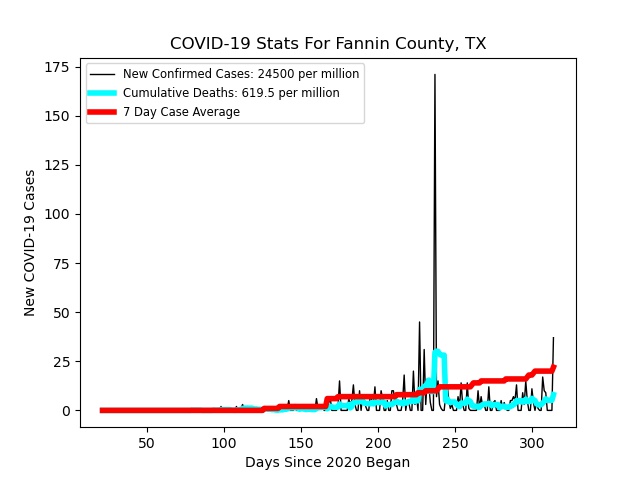 COVID-19 Stats For Fannin County, TX
New Confirmed Cases: 24500 per million
Cumulative Deaths: 619.5 per million
7 Day Case Average
New COVID-19 Cases
175
150
125
100
75
50
25
0
50 100 150 200 250 300
Days Since 2020 Began